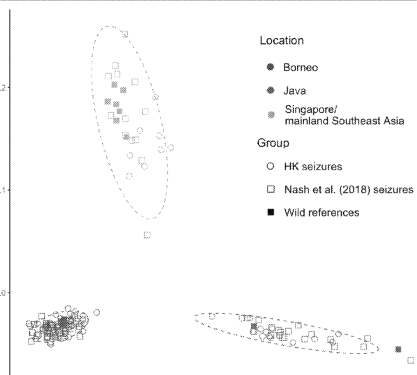 Location
Borneo
Java
Singapore/
mainland Southeast Asia
Group
HK seizures
Nash et al. (2018) seizures
Wild references
.2
.1
.0